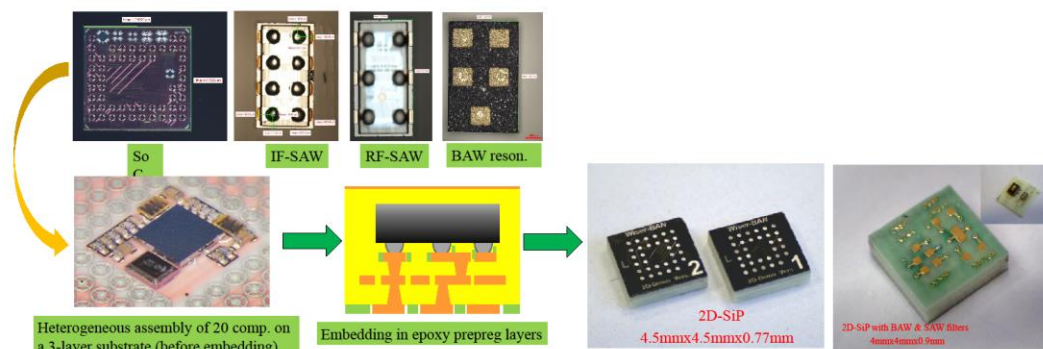 So
C
IF-SAW
RF-SAW
BAW reson.
Heterogeneous assembly of 20 comp. on
a 3-layer substrate (before embedding)
Embedding in epoxy prepreg layers
WiserBAN
L
2
WiserBAN
L
1
2D-SiP
4.5mmx4.5mmx0.77mm
2D-SiP with BAW & SAW filters
4mmx4mmx0.9mm